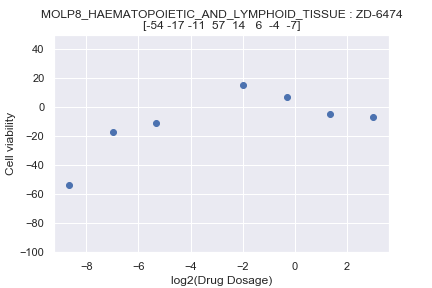 MOLP8_HAEMATOPOIETIC_AND_LYMPHOID_TISSUE : ZD-6474
[-54 -17 -11  57  14   6  -4  -7]
40
20
0
−20
−40
−60
−80
−100
Cell viability
−8 −6 −4 −2 0 2
log2(Drug Dosage)